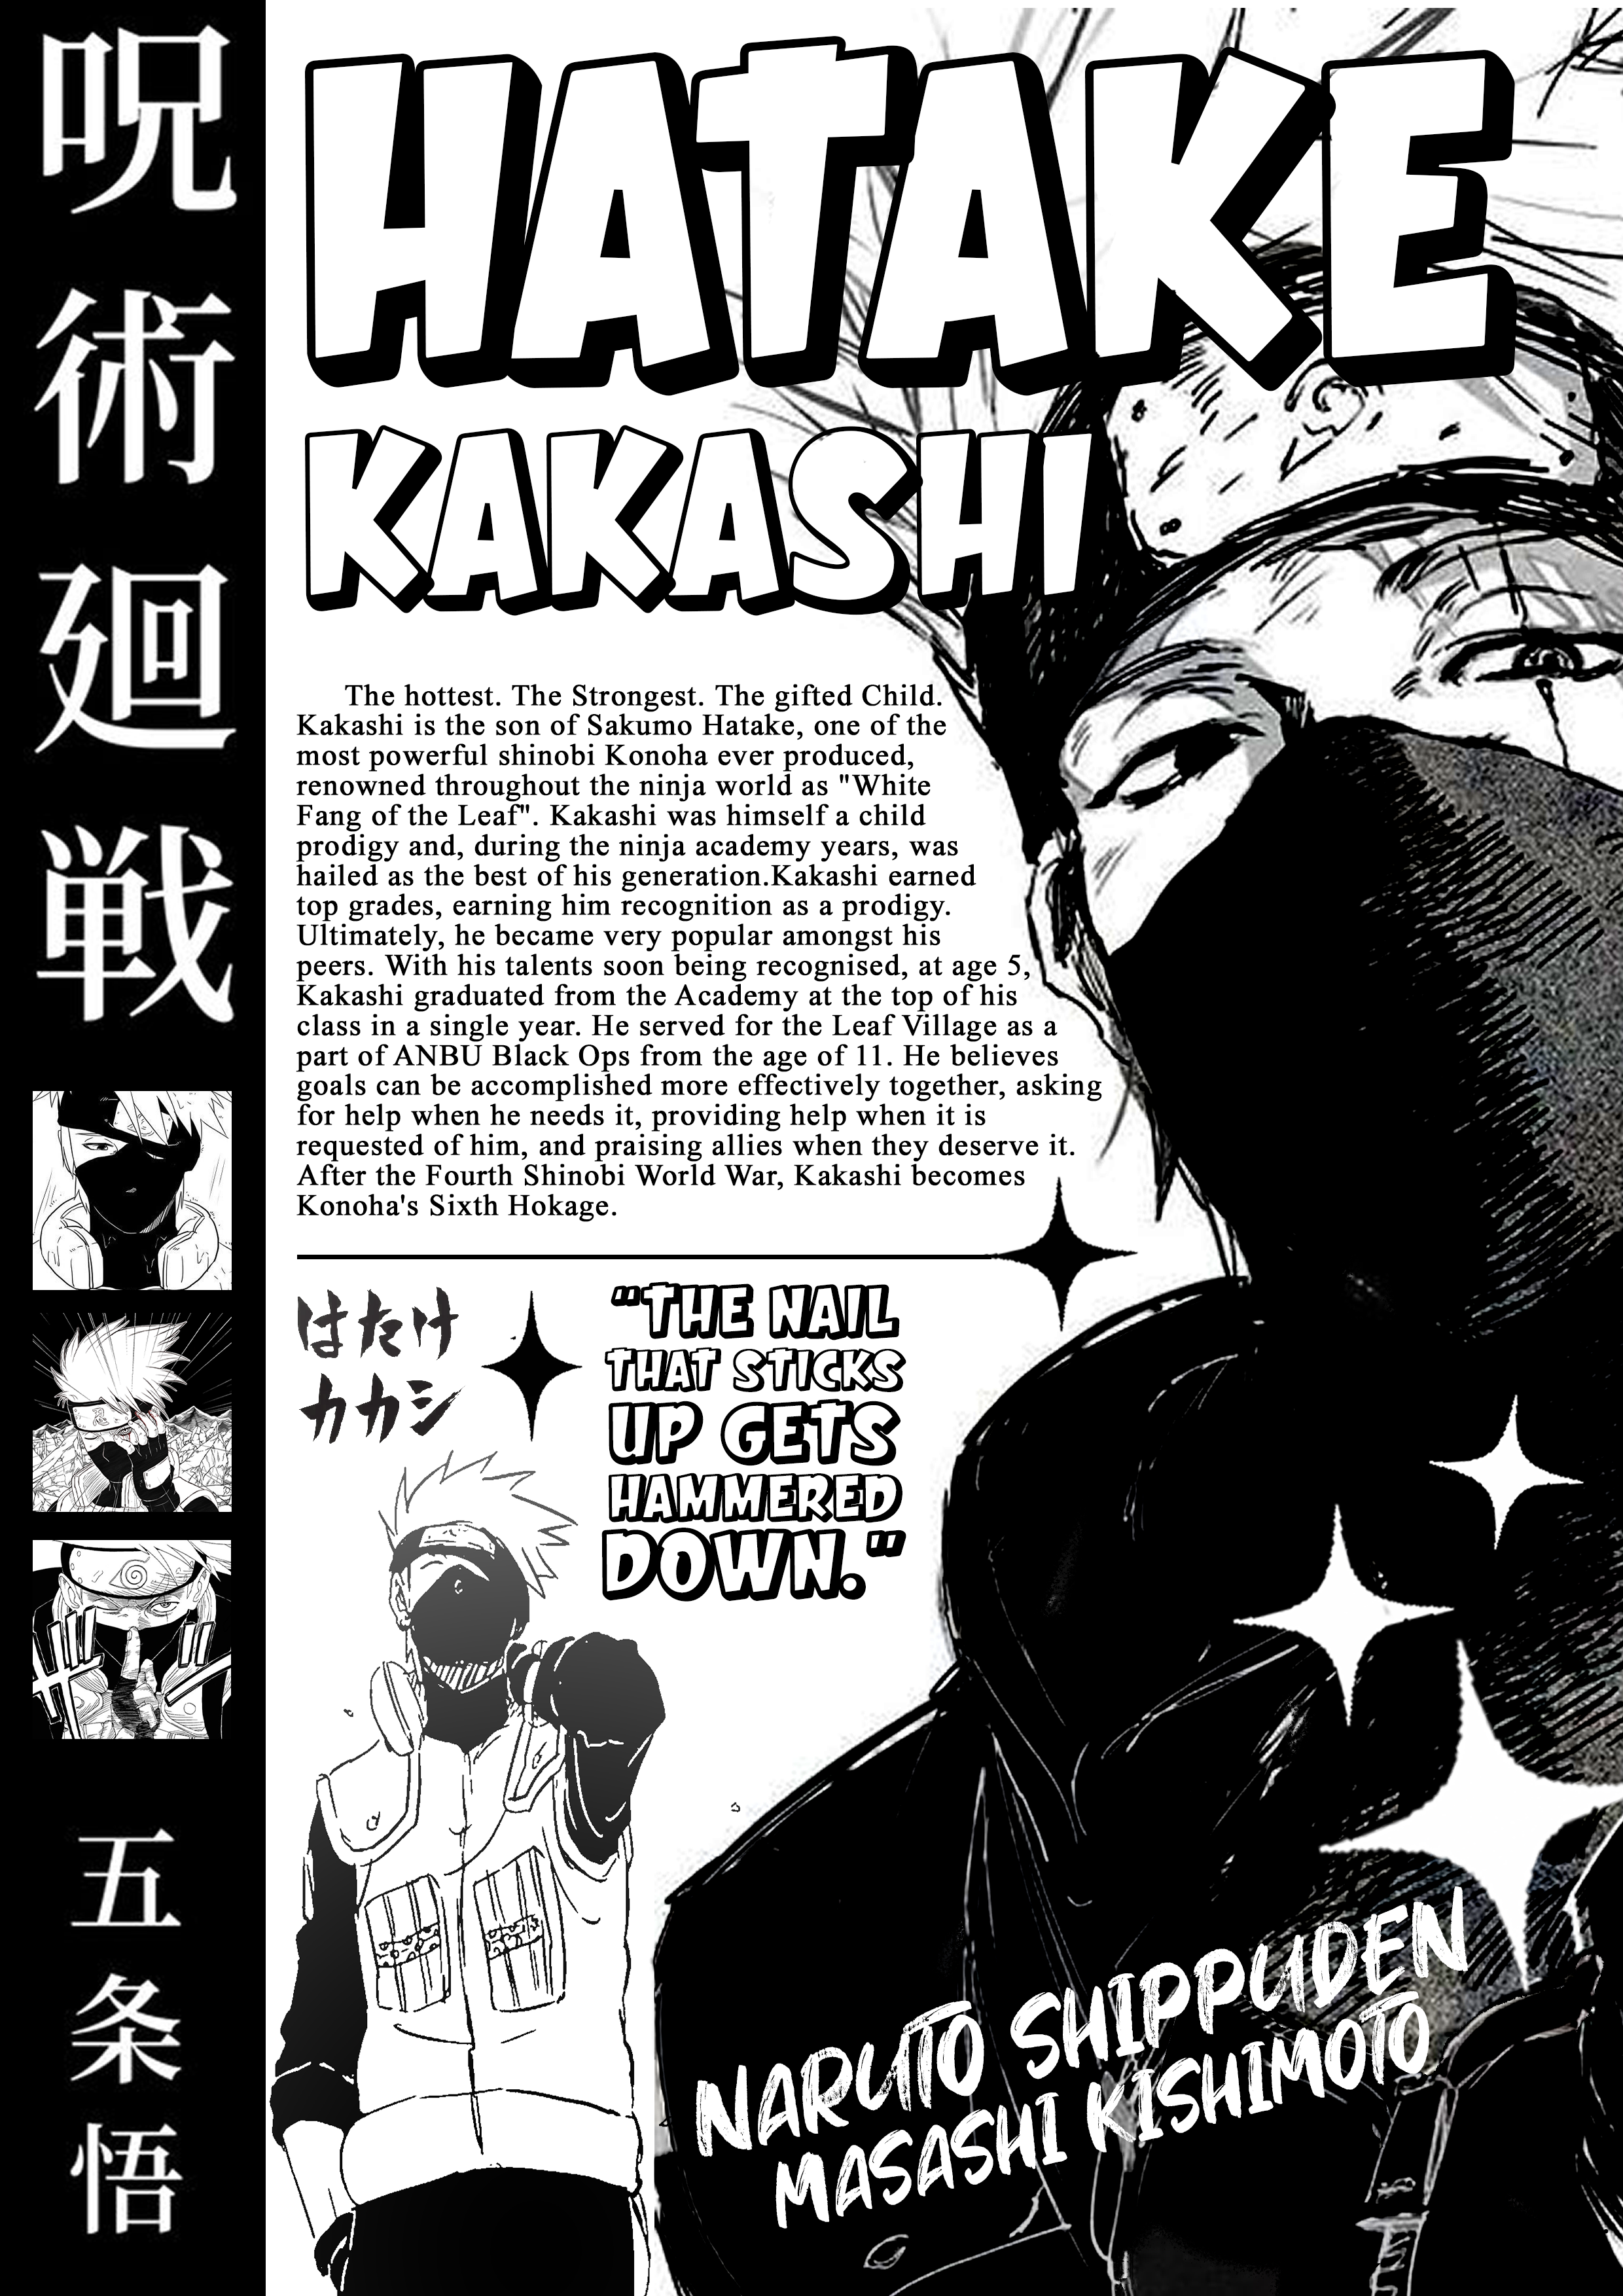 呪術廻戦
五条悟
HATAKE
KAKASHI
The hottest. The Strongest. The gifted Child.
Kakashi is the son of Sakumo Hatake, one of the
most powerful shinobi Konoha ever produced,
renowned throughout the ninja world as "White
Fang of the Leaf". Kakashi was himself a child
prodigy and, during the ninja academy years, was
hailed as the best of his generation.Kakashi earned
top grades, earning him recognition as a prodigy.
Ultimately, he became very popular amongst his
peers. With his talents soon being recognised, at age 5,
Kakashi graduated from the Academy at the top of his
class in a single year. He served for the Leaf Village as a
part of ANBU Black Ops from the age of 11. He believes
goals can be accomplished more effectively together, asking
for help when he needs it, providing help when it is
requested of him, and praising allies when they deserve it.
After the Fourth Shinobi World War, Kakashi becomes
Konoha's Sixth Hokage.
はたけ
カカシ
"THE NAIL
THAT STICKS
UP GETS
HAMMERED
DOWN."
NARUTO SHIPPUDEN
MASASHI KISHIMOTO